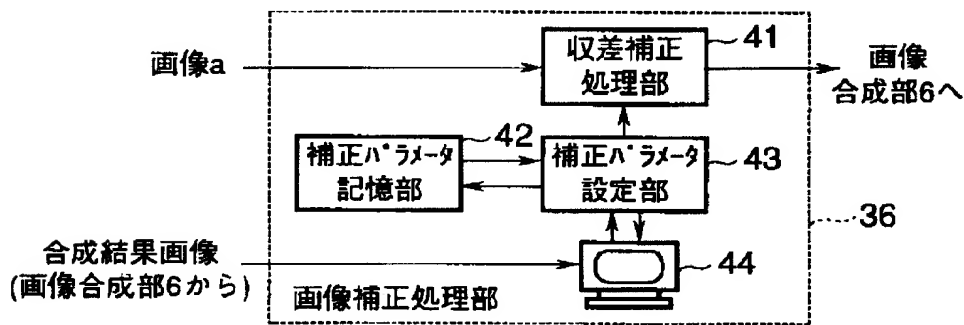 画像a
収差補正
処理部
41
画像
合成部6へ
補正パラメータ
記憶部
42
補正パラメータ
設定部
43
36
合成結果画像
(画像合成部6から)
44
画像補正処理部